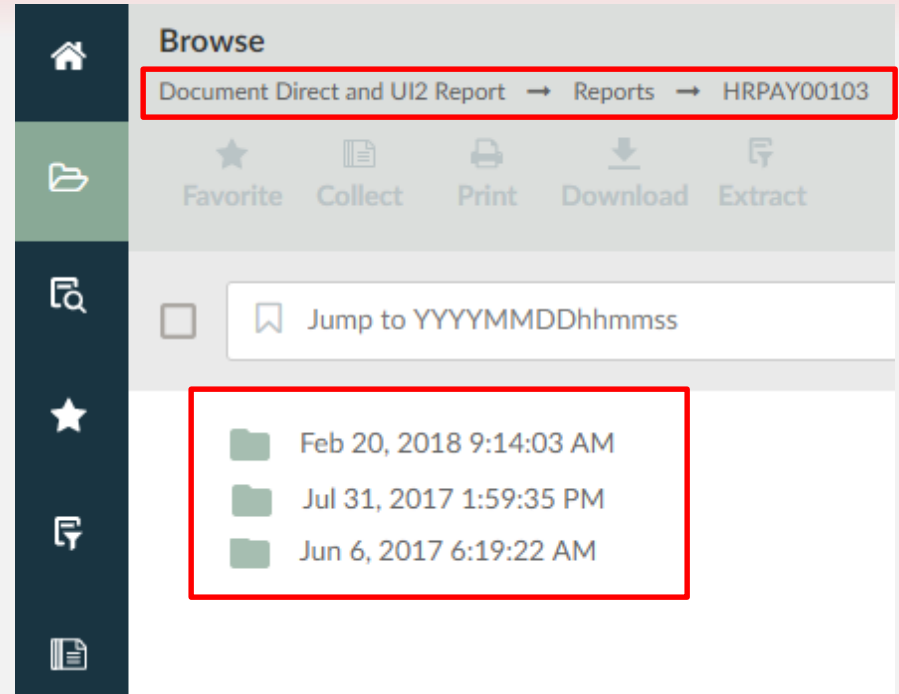 Browse
Document Direct and UI2 Report → Reports → HRPAY00103
Favorite Collect Print Download Extract
Jump to YYYYMMDDhhmmss
Feb 20, 2018 9:14:03 AM
Jul 31, 2017 1:59:35 PM
Jun 6, 2017 6:19:22 AM